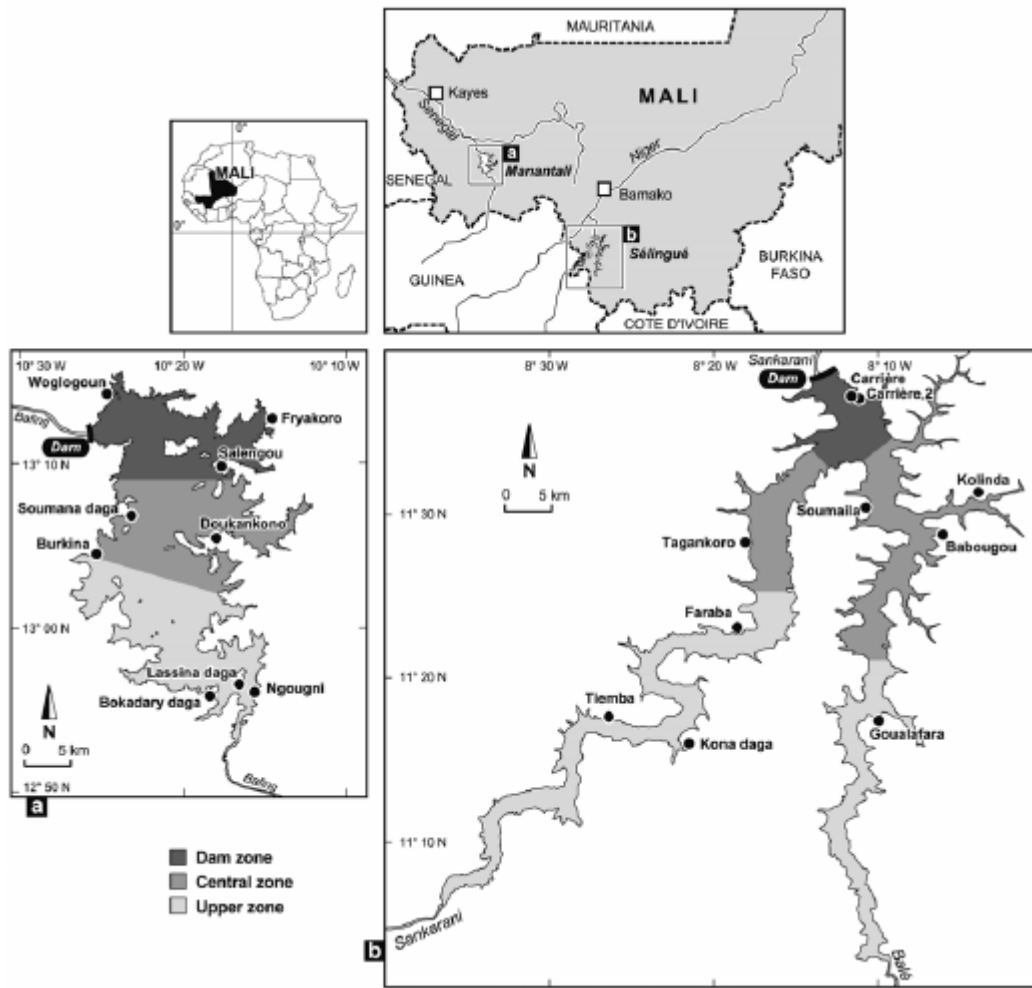 0°
MALI
0°
MAURITANIA
Kayes
MALI
Senegal
a
Manantali
Niger
SENEGAL
Bamako
b
Sélingué
GUINEA
BURKINA
FASO
COTE D'IVOIRE
10° 30 W
10° 20 W
10° 10 W
Woglogoun
Bafing
Fryakoro
Dam
Salengou
13° 10 N
Soumana daga
Doukankono
Burkina
13° 00 N
Lassina daga
Ngougni
Bokadary daga
N
0 5 km
Bafing
12° 50 N
a
8° 30 W
8° 20 W
8° 10 W
Sankarani
Dam
Carrière
Carrière 2
N
0 5 km
Kolinda
11° 30 N
Soumaila
Tagankoro
Babougou
Faraba
11° 20 N
Tiemba
Goualafara
Kona daga
11° 10 N
Sankarani
Balé
b
Dam zone
Central zone
Upper zone